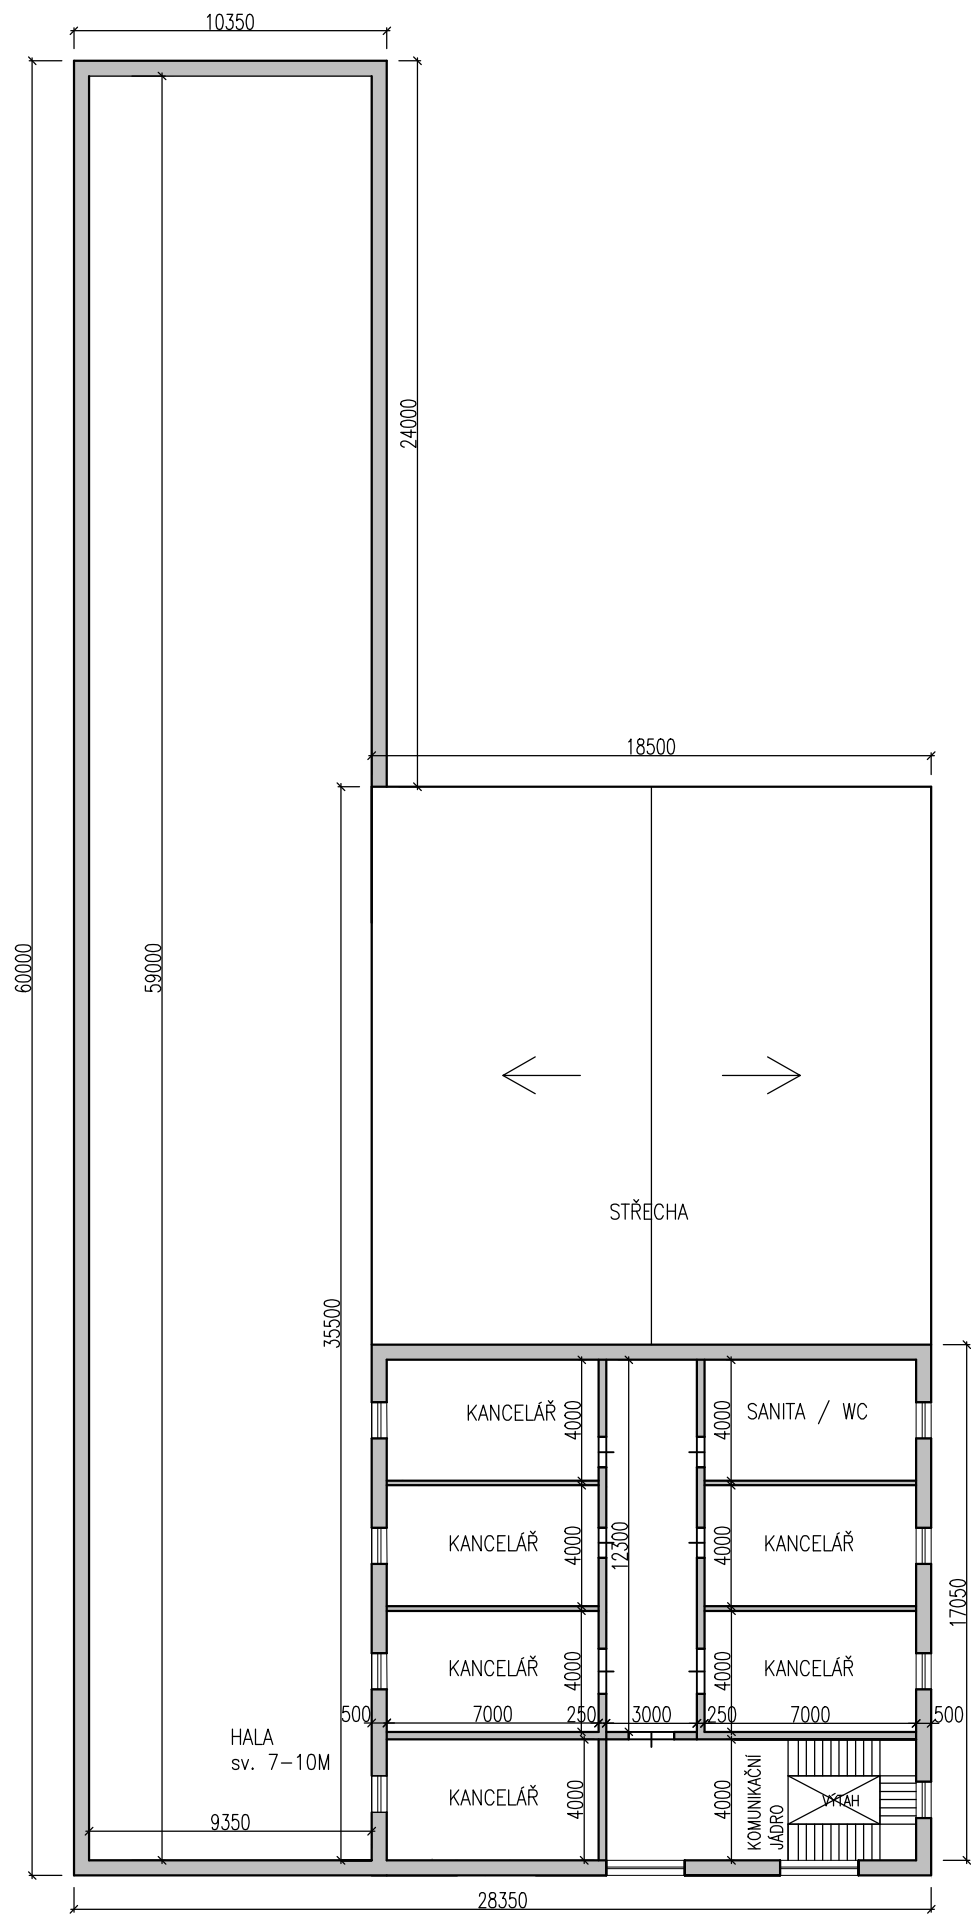 10350
24000
60000
59000
18500
35500
STŘECHA
KANCELÁŘ
4000
4000
SANITA / WC
12300
KANCELÁŘ
4000
4000
KANCELÁŘ
17050
KANCELÁŘ
4000
4000
KANCELÁŘ
500
7000
250
3000
250
7000
500
HALA
sv. 7-10M
KANCELÁŘ
4000
4000
KOMUNIKAČNÍ
JÁDRO
VÝTAH
9350
28350